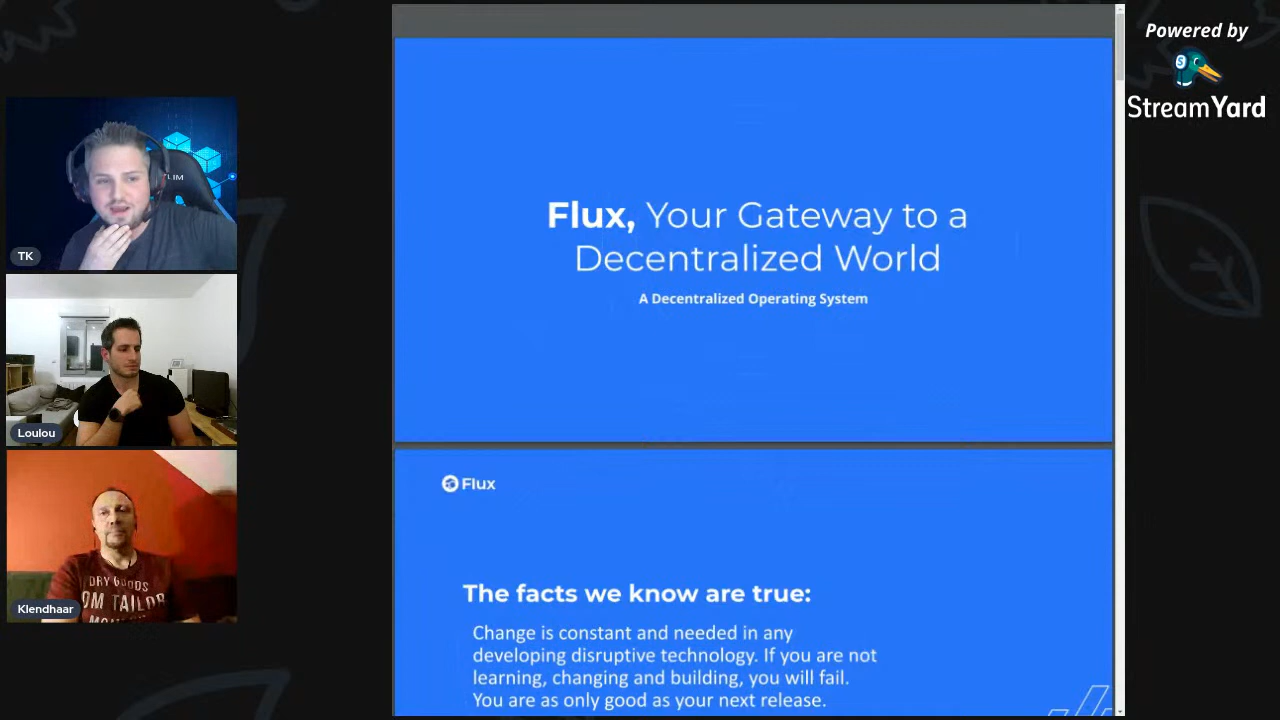 Powered by
StreamYard
LIM
TK
Loulou
DRY GOODS
OM TAILOR
Klendhaar
Flux, Your Gateway to a
Decentralized World
A Decentralized Operating System
Flux
The facts we know are true:
Change is constant and needed in any
developing disruptive technology. If you are not
learning, changing and building, you will fail.
You are as only good as your next release.